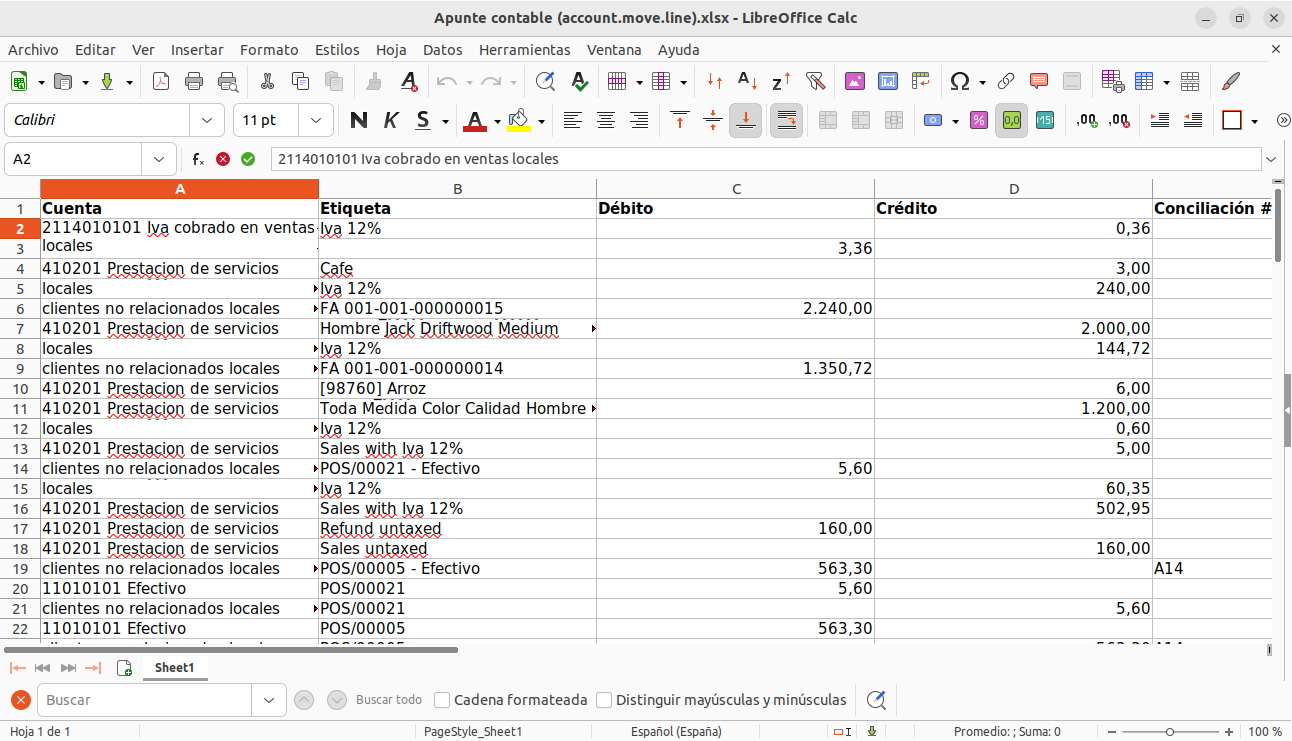 Apunte contable (account.move.line).xlsx - LibreOffice Calc
Archivo Editar Ver Insertar Formato Estilos Hoja Datos Herramientas Ventana Ayuda
Calibri 11 pt N K S
A2 2114010101 Iva cobrado en ventas locales
A B C D
1 Cuenta Etiqueta Débito Crédito Conciliación #
2 2114010101 Iva cobrado en ventas locales Iva 12% 0,36
3 3,36
4 410201 Prestacion de servicios Cafe 3,00
5 locales Iva 12% 240,00
6 clientes no relacionados locales FA 001-001-000000015 2.240,00
7 410201 Prestacion de servicios Hombre Jack Driftwood Medium 2.000,00
8 locales Iva 12% 144,72
9 clientes no relacionados locales FA 001-001-000000014 1.350,72
10 410201 Prestacion de servicios [98760] Arroz 6,00
11 410201 Prestacion de servicios Toda Medida Color Calidad Hombre 1.200,00
12 locales Iva 12% 0,60
13 410201 Prestacion de servicios Sales with Iva 12% 5,00
14 clientes no relacionados locales POS/00021 - Efectivo 5,60
15 locales Iva 12% 60,35
16 410201 Prestacion de servicios Sales with Iva 12% 502,95
17 410201 Prestacion de servicios Refund untaxed 160,00
18 410201 Prestacion de servicios Sales untaxed 160,00
19 clientes no relacionados locales POS/00005 - Efectivo 563,30 A14
20 11010101 Efectivo POS/00021 5,60
21 clientes no relacionados locales POS/00021 5,60
22 11010101 Efectivo POS/00005 563,30
Sheet1
Buscar Buscar todo Cadena formateada Distinguir mayúsculas y minúsculas
Hoja 1 de 1 PageStyle_Sheet1 Español (España) Promedio: ; Suma: 0 100 %